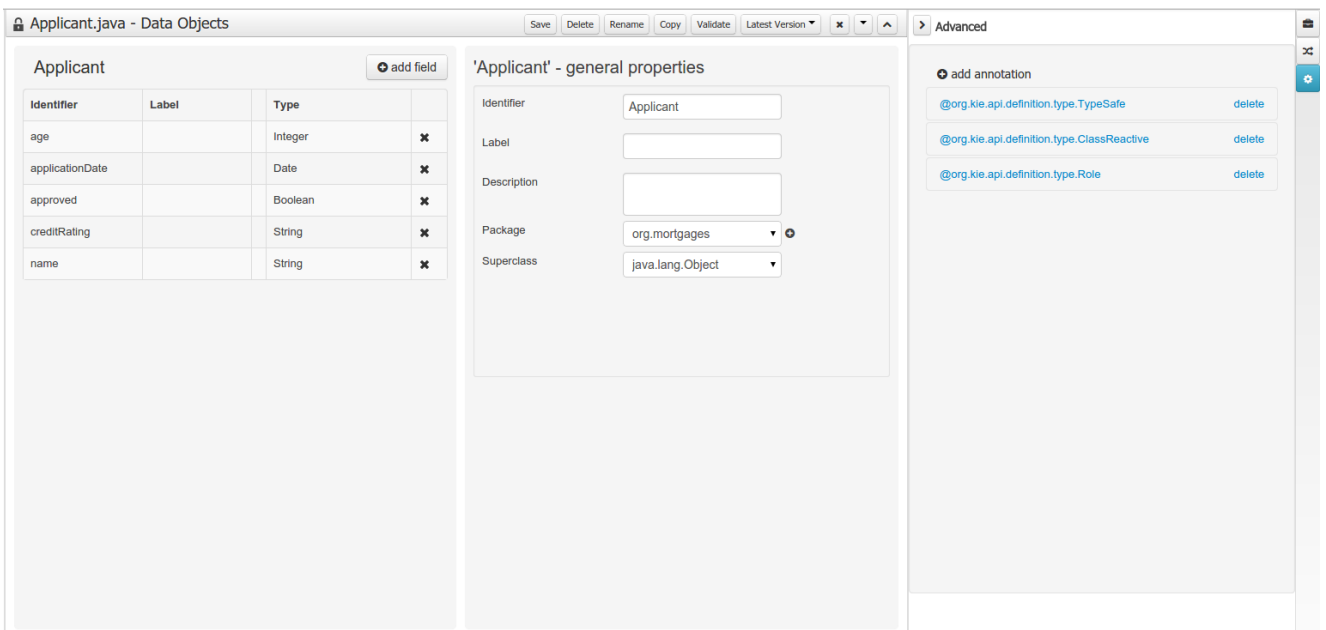 Applicant.java - Data Objects
Save Delete Rename Copy Validate Latest Version
Advanced
Applicant
add field
Identifier Label Type
age Integer
applicationDate Date
approved Boolean
creditRating String
name String
'Applicant' - general properties
Identifier Applicant
Label
Description
Package org.mortgages
Superclass java.lang.Object
add annotation
@org.kie.api.definition.type.TypeSafe delete
@org.kie.api.definition.type.ClassReactive delete
@org.kie.api.definition.type.Role delete